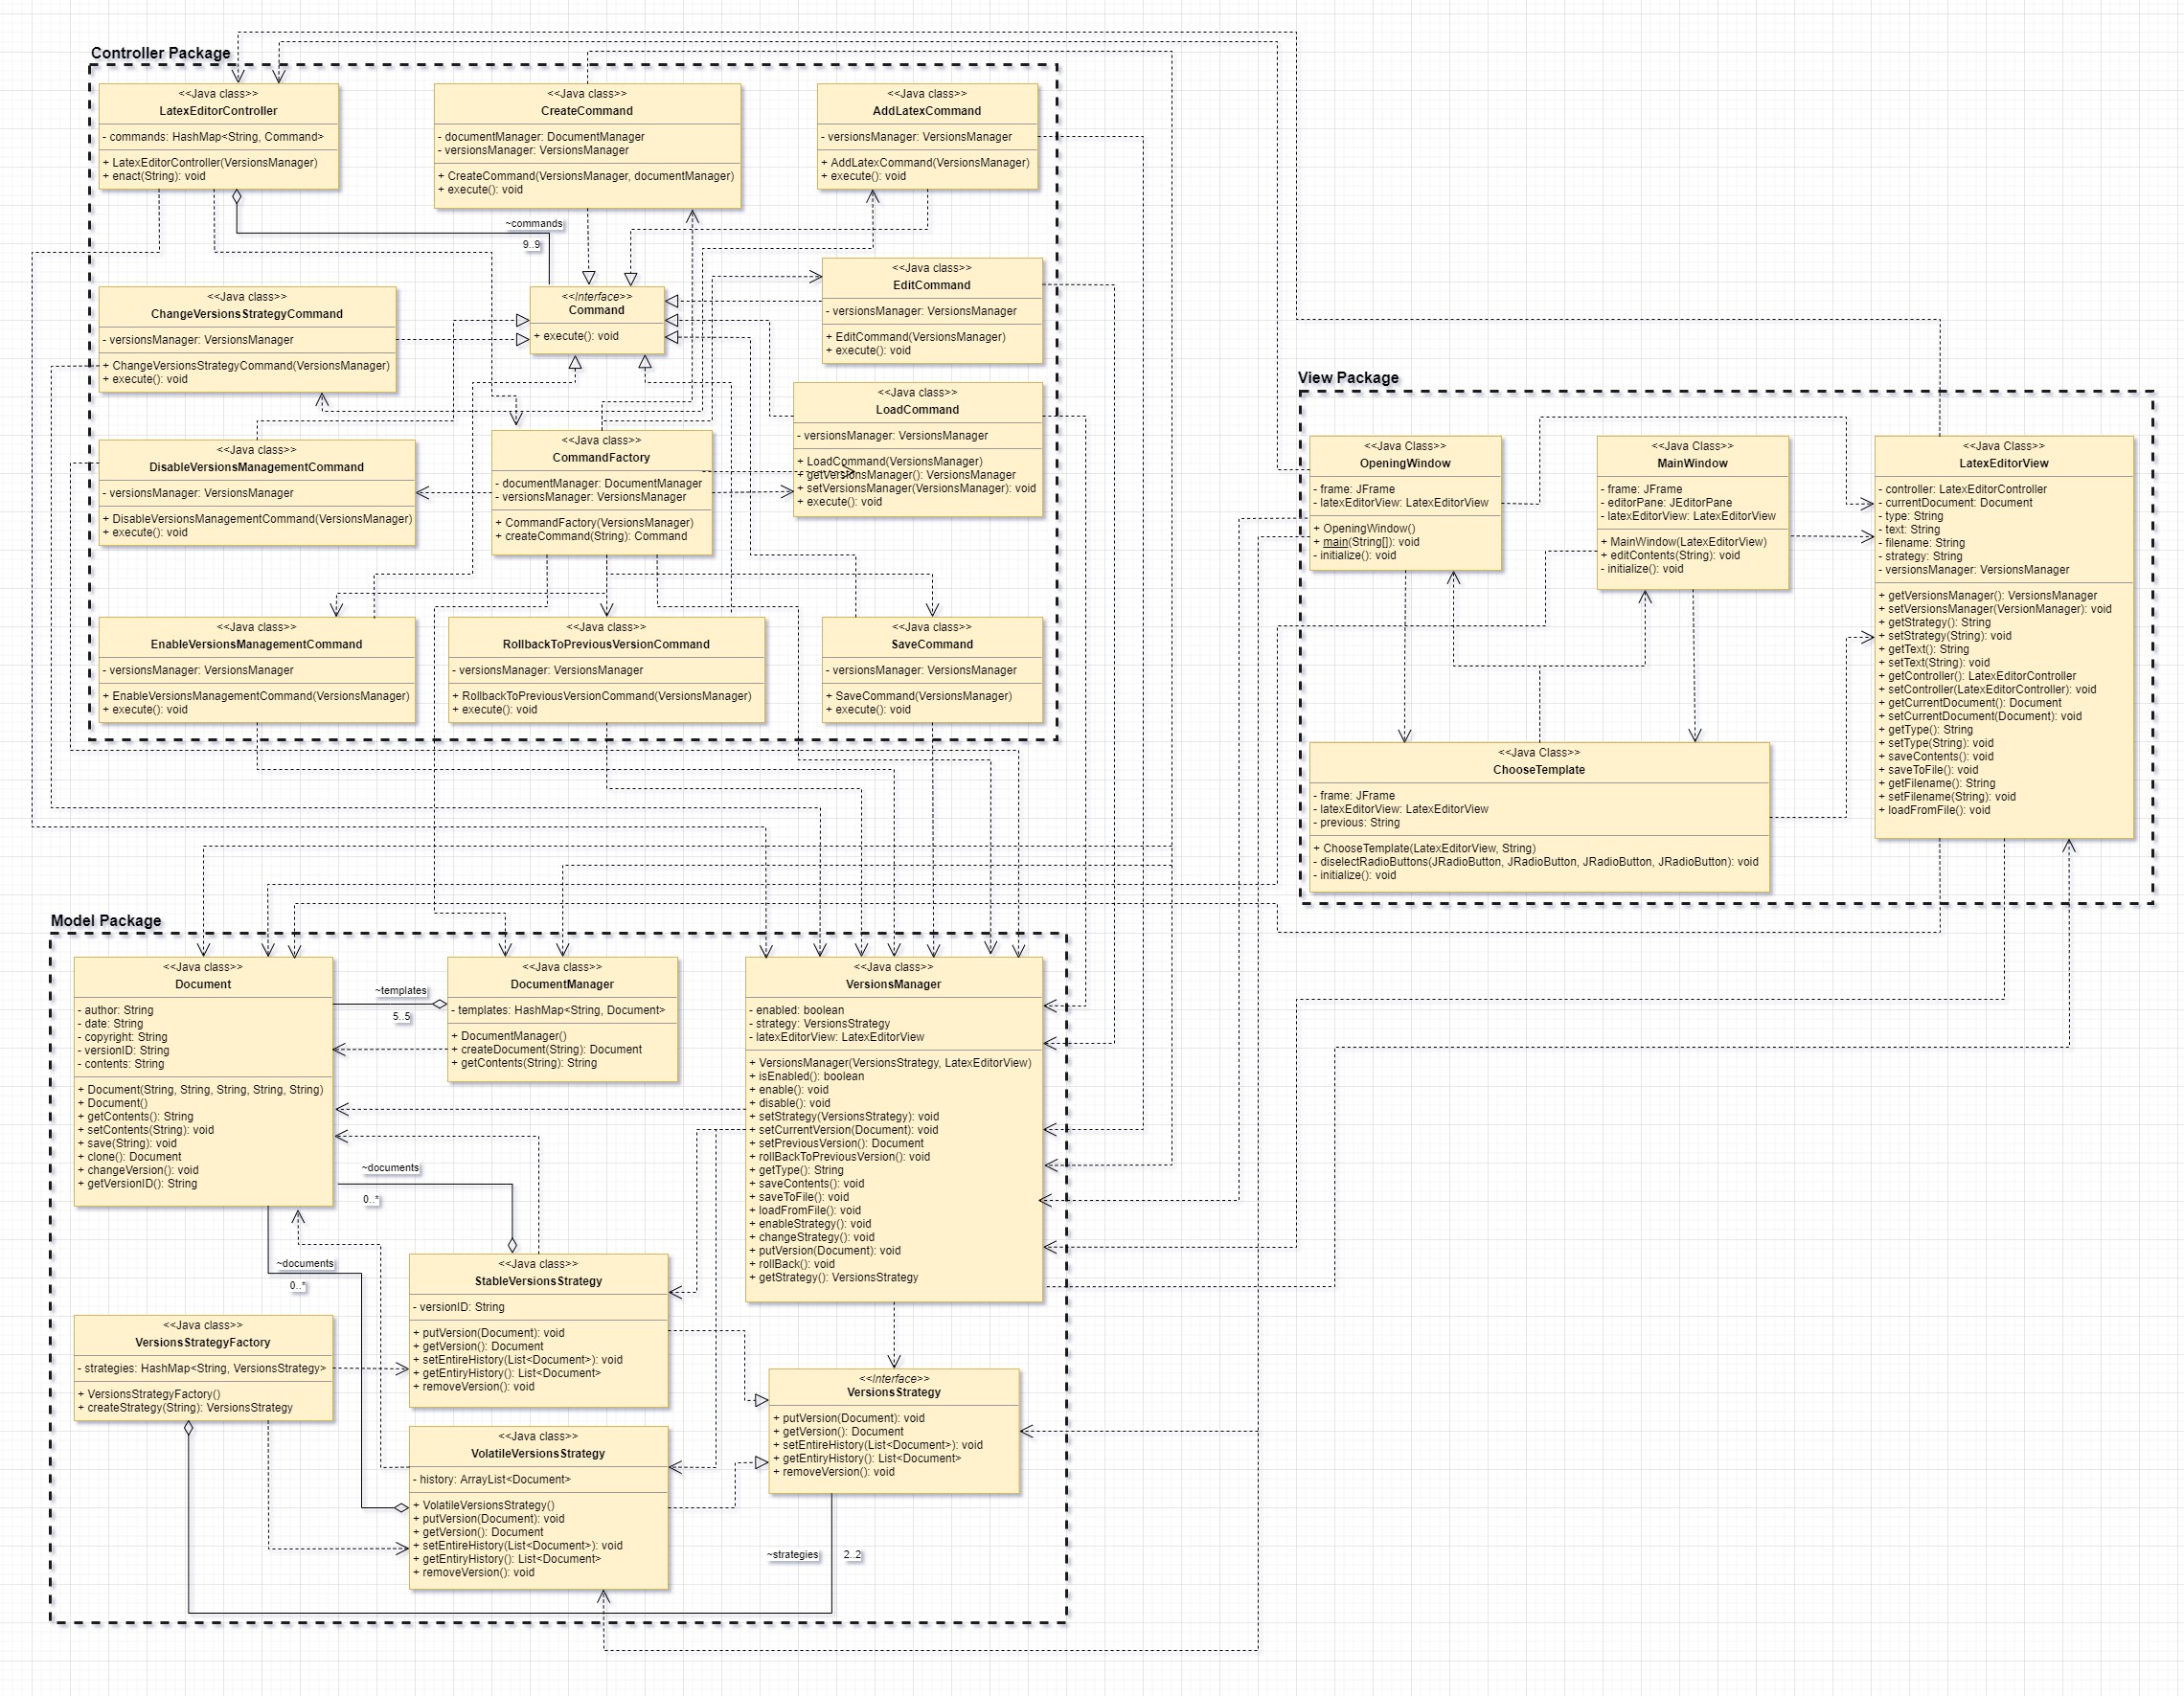 Controller Package
<<Java class>>
LatexEditorController
- commands: HashMap<String, Command>
+ LatexEditorController(VersionsManager)
+ enact(String): void
<<Java class>>
CreateCommand
- documentManager: DocumentManager
- versionsManager: VersionsManager
+ CreateCommand(VersionsManager, documentManager)
+ execute(): void
<<Java class>>
AddLatexCommand
- versionsManager: VersionsManager
+ AddLatexCommand(VersionsManager)
+ execute(): void
~commands
9..9
<<Java class>>
ChangeVersionsStrategyCommand
- versionsManager: VersionsManager
+ ChangeVersionsStrategyCommand(VersionsManager)
+ execute(): void
<<Interface>>
Command
+ execute(): void
<<Java class>>
EditCommand
- versionsManager: VersionsManager
+ EditCommand(VersionsManager)
+ execute(): void
<<Java class>>
LoadCommand
- versionsManager: VersionsManager
+ LoadCommand(VersionsManager)
+ getVersionsManager(): VersionsManager
+ setVersionsManager(VersionsManager): void
+ execute(): void
<<Java class>>
DisableVersionsManagementCommand
- versionsManager: VersionsManager
+ DisableVersionsManagementCommand(VersionsManager)
+ execute(): void
<<Java class>>
CommandFactory
- documentManager: DocumentManager
- versionsManager: VersionsManager
+ CommandFactory(VersionsManager)
+ createCommand(String): Command
<<Java class>>
EnableVersionsManagementCommand
- versionsManager: VersionsManager
+ EnableVersionsManagementCommand(VersionsManager)
+ execute(): void
<<Java class>>
RollbackToPreviousVersionCommand
- versionsManager: VersionsManager
+ RollbackToPreviousVersionCommand(VersionsManager)
+ execute(): void
<<Java class>>
SaveCommand
- versionsManager: VersionsManager
+ SaveCommand(VersionsManager)
+ execute(): void
View Package
<<Java Class>>
OpeningWindow
- frame: JFrame
- latexEditorView: LatexEditorView
+ OpeningWindow()
+ main(String[]): void
- initialize(): void
<<Java Class>>
MainWindow
- frame: JFrame
- editorPane: JEditorPane
- latexEditorView: LatexEditorView
+ MainWindow(LatexEditorView)
+ editContents(String): void
- initialize(): void
<<Java Class>>
LatexEditorView
- controller: LatexEditorController
- currentDocument: Document
- type: String
- text: String
- filename: String
- strategy: String
- versionsManager: VersionsManager
+ getVersionsManager(): VersionsManager
+ setVersionsManager(VersionManager): void
+ getStrategy(): String
+ setStrategy(String): void
+ getText(): String
+ setText(String): void
+ getController(): LatexEditorController
+ setController(LatexEditorController): void
+ getCurrentDocument(): Document
+ setCurrentDocument(Document): void
+ getType(): String
+ setType(String): void
+ saveContents(): void
+ saveToFile(): void
+ getFilename(): String
+ setFilename(String): void
+ loadFromFile(): void
<<Java Class>>
ChooseTemplate
- frame: JFrame
- latexEditorView: LatexEditorView
- previous: String
+ ChooseTemplate(LatexEditorView, String)
- diselectRadioButtons(JRadioButton, JRadioButton, JRadioButton, JRadioButton): void
- initialize(): void
Model Package
<<Java class>>
Document
- author: String
- date: String
- copyright: String
- versionID: String
- contents: String
+ Document(String, String, String, String, String)
+ Document()
+ getContents(): String
+ setContents(String): void
+ save(String): void
+ clone(): Document
+ changeVersion(): void
+ getVersionID(): String
~templates
5..5
<<Java class>>
DocumentManager
- templates: HashMap<String, Document>
+ DocumentManager()
+ createDocument(String): Document
+ getContents(String): String
<<Java class>>
VersionsManager
- enabled: boolean
- strategy: VersionsStrategy
- latexEditorView: LatexEditorView
+ VersionsManager(VersionsStrategy, LatexEditorView)
+ isEnabled(): boolean
+ enable(): void
+ disable(): void
+ setStrategy(VersionsStrategy): void
+ setCurrentVersion(Document): void
+ setPreviousVersion(): Document
+ rollBackToPreviousVersion(): void
+ getType(): String
+ saveContents(): void
+ saveToFile(): void
+ loadFromFile(): void
+ enableStrategy(): void
+ changeStrategy(): void
+ putVersion(Document): void
+ rollBack(): void
+ getStrategy(): VersionsStrategy
~documents
0..*
~documents
0..*
<<Java class>>
StableVersionsStrategy
- versionID: String
+ putVersion(Document): void
+ getVersion(): Document
+ setEntireHistory(List<Document>): void
+ getEntiryHistory(): List<Document>
+ removeVersion(): void
<<Java class>>
VersionsStrategyFactory
- strategies: HashMap<String, VersionsStrategy>
+ VersionsStrategyFactory()
+ createStrategy(String): VersionsStrategy
<<Interface>>
VersionsStrategy
+ putVersion(Document): void
+ getVersion(): Document
+ setEntireHistory(List<Document>): void
+ getEntiryHistory(): List<Document>
+ removeVersion(): void
<<Java class>>
VolatileVersionsStrategy
- history: ArrayList<Document>
+ VolatileVersionsStrategy()
+ putVersion(Document): void
+ getVersion(): Document
+ setEntireHistory(List<Document>): void
+ getEntiryHistory(): List<Document>
+ removeVersion(): void
~strategies
2..2